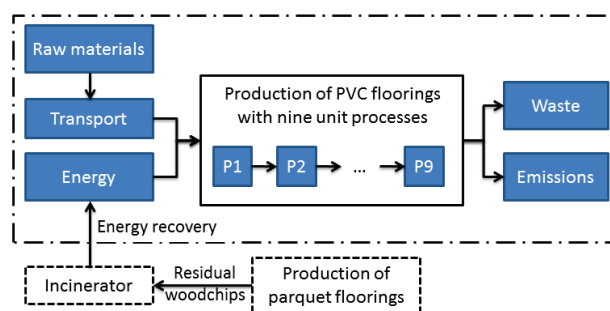 Raw materials
Transport
Energy
Production of PVC floorings
with nine unit processes
P1
P2
...
P9
Waste
Emissions
Energy recovery
Incinerator
Residual
woodchips
Production of
parquet floorings